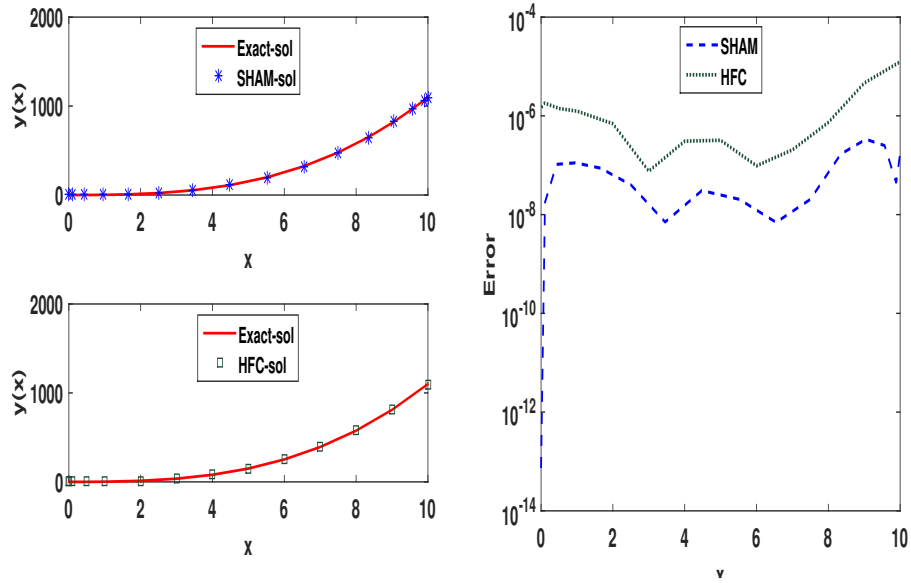 2000
1000
0
y(x)
Exact-sol
SHAM-sol
0 2 4 6 8 10
x
2000
1000
0
y(x)
Exact-sol
HFC-sol
0 2 4 6 8 10
x
10^-4
10^-6
10^-8
10^-10
10^-12
10^-14
Error
SHAM
HFC
0 2 4 6 8 10
x